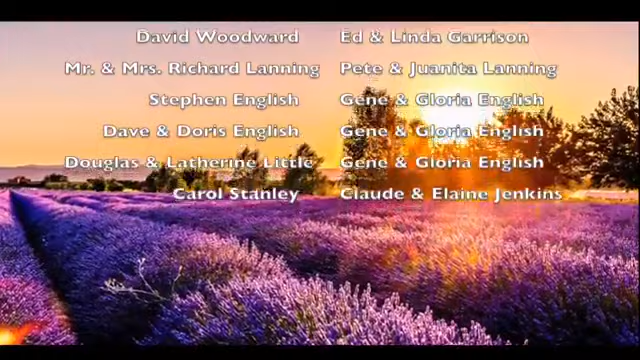 David Woodward Ed & Linda Garrison
Mr. & Mrs. Richard Lanning Pete & Juanita Lanning
Stephen English Gene & Gloria English
Dave & Doris English Gene & Gloria English
Douglas & Latherine Little Gene & Gloria English
Carol Stanley Claude & Elaine Jenkins